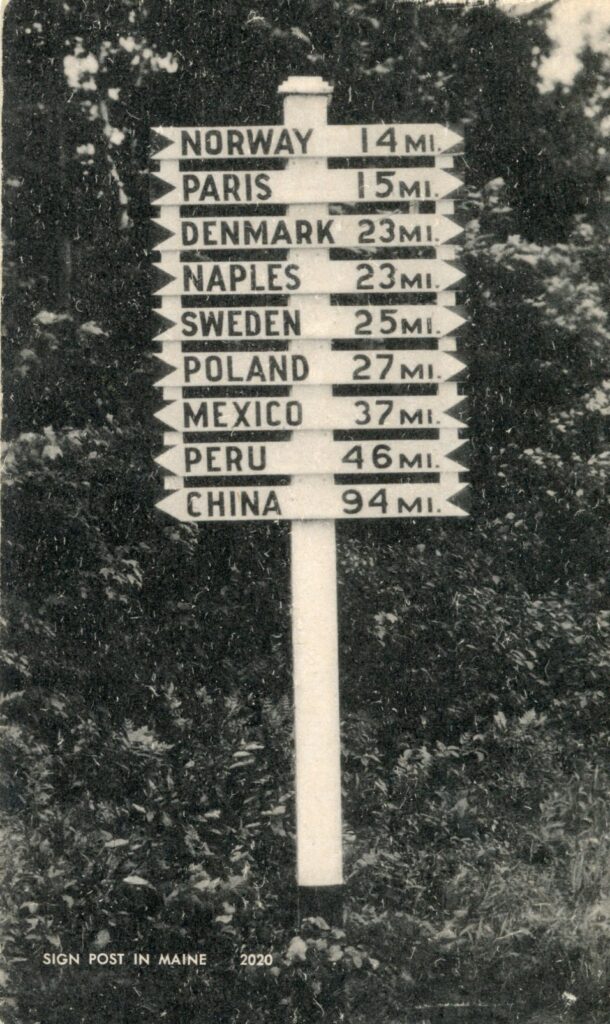 NORWAY 14 MI.
PARIS 15 MI.
DENMARK 23 MI.
NAPLES 23 MI.
SWEDEN 25 MI.
POLAND 27 MI.
MEXICO 37 MI.
PERU 46 MI.
CHINA 94 MI.
SIGN POST IN MAINE 2020